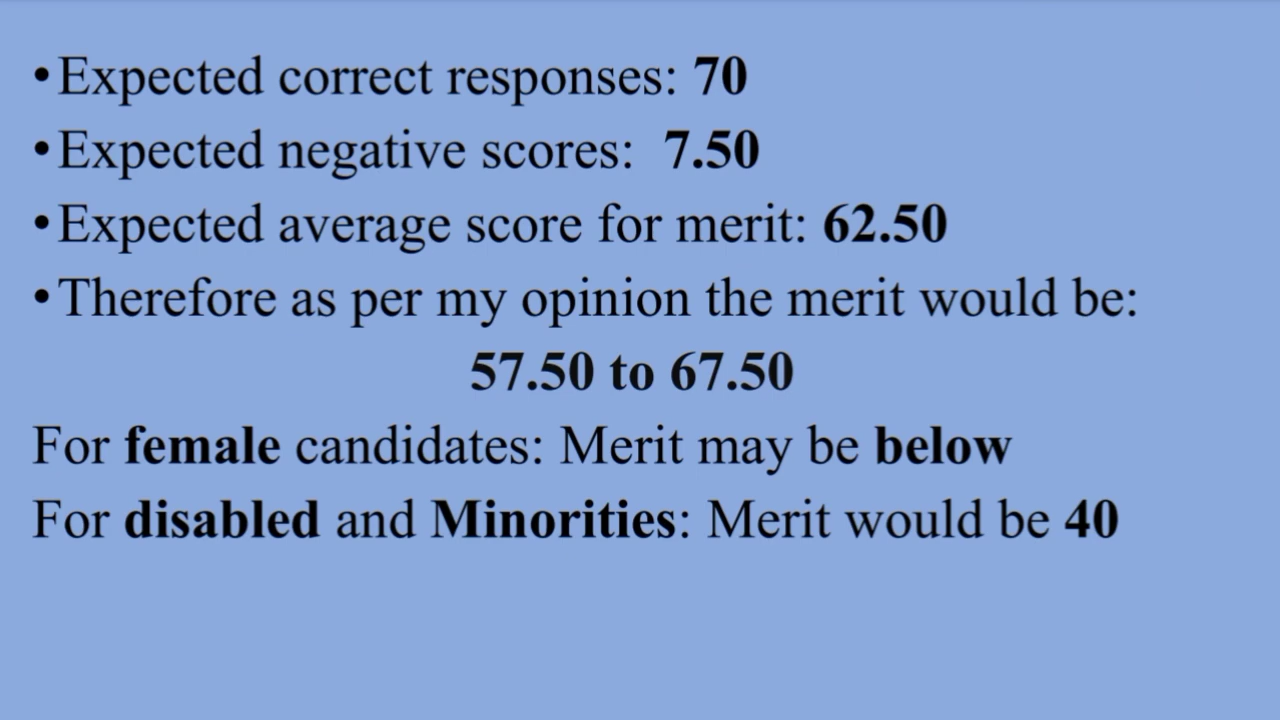 •Expected correct responses: 70
•Expected negative scores: 7.50
•Expected average score for merit: 62.50
•Therefore as per my opinion the merit would be:
57.50 to 67.50
For female candidates: Merit may be below
For disabled and Minorities: Merit would be 40